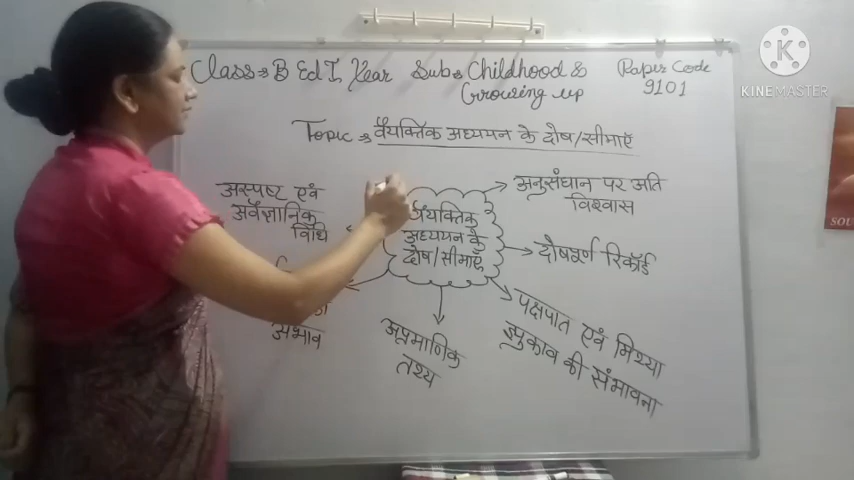 Class → B Ed I Year Sub → Childhood & Growing up
Paper Code 9101
KINEMASTER
Topic → वैयक्तिक अध्ययन के दोष/सीमाएँ
अस्पष्ट एवं
अवैज्ञानिक
विधि
वैयक्तिक
अध्ययन के
दोष/सीमाएँ
अनुसंधान पर अति
विश्वास
दोषपूर्ण रिकॉर्ड
पक्षपात एवं मिथ्या
झुकाव की संभावना
अप्रमाणिक
तथ्य
अभाव
SOU